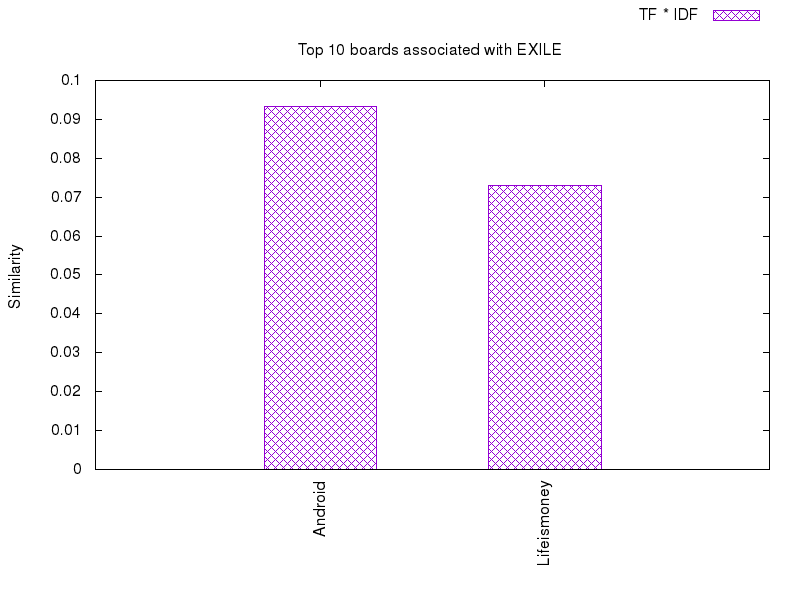 TF * IDF
Top 10 boards associated with EXILE
0.1
0.09
0.08
0.07
0.06
0.05
0.04
0.03
0.02
0.01
0
Similarity
Android
Lifeismoney